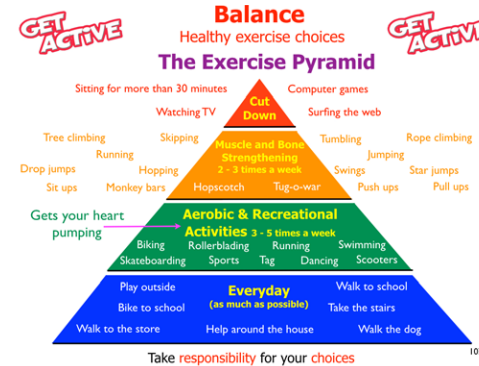 GET ACTIVE
Balance
GET ACTIVE
Healthy exercise choices
The Exercise Pyramid
Sitting for more than 30 minutes
Computer games
Cut Down
Watching TV
Surfing the web
Tree climbing
Skipping
Tumbling
Rope climbing
Muscle and Bone
Strengthening
2 - 3 times a week
Running
Jumping
Drop jumps
Hopping
Swings
Star jumps
Sit ups
Monkey bars
Hopscotch
Tug-o-war
Push ups
Pull ups
Gets your heart
pumping
Aerobic & Recreational
Activities 3 - 5 times a week
Biking
Rollerblading
Running
Swimming
Skateboarding
Sports
Tag
Dancing
Scooters
Play outside
Everyday
(as much as possible)
Walk to school
Bike to school
Take the stairs
Walk to the store
Help around the house
Walk the dog
Take responsibility for your choices
10